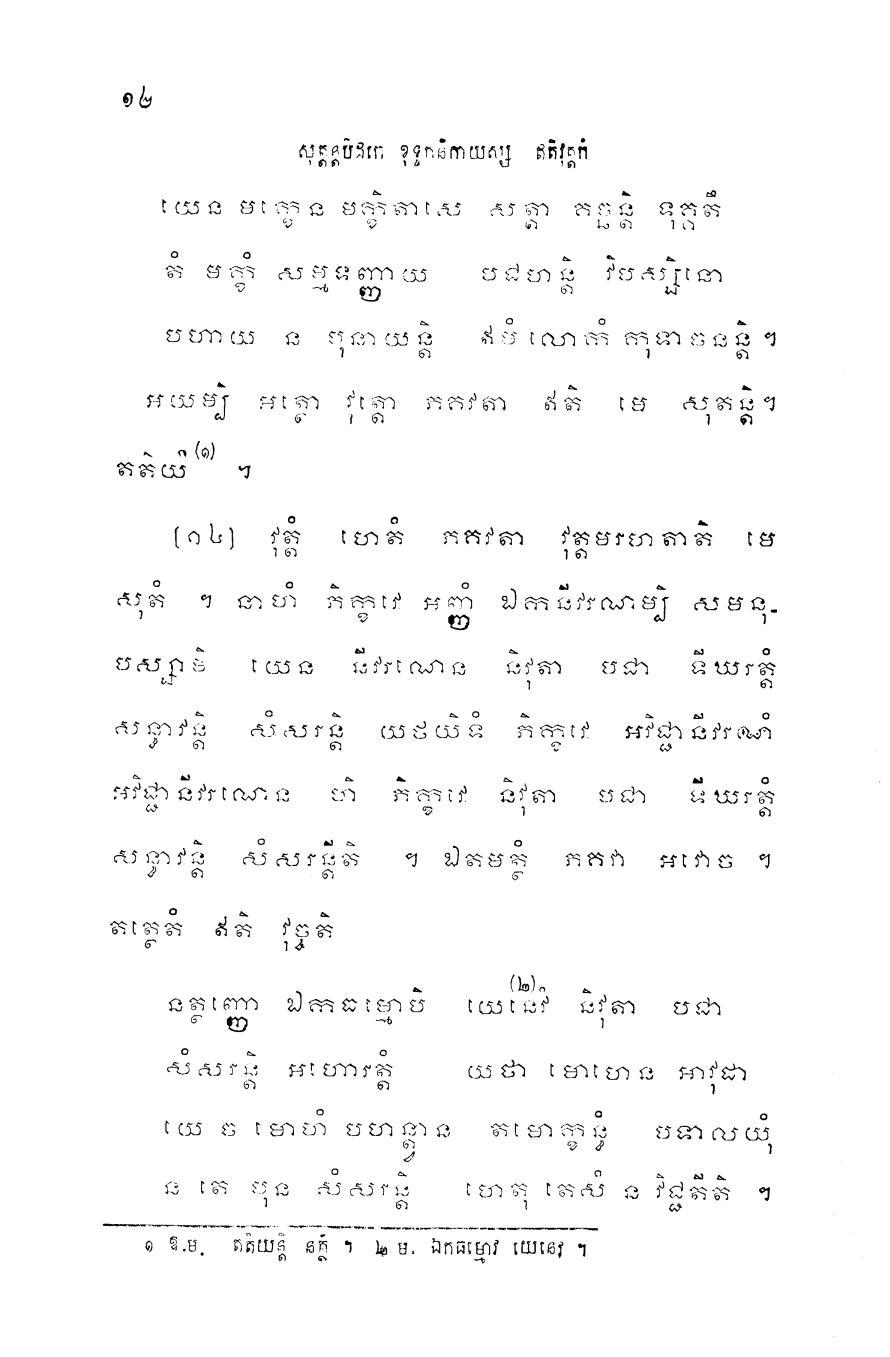 ១២
សុត្តន្តបិដកេ ខុទ្ទកនិកាយស្ស ឥតិវុត្តកំ
យេន មក្ខេន មក្ខិតាសេ សត្តា គច្ឆន្តិ ទុគ្គតឹ
តំ មក្ខំ សម្មទញ្ញាយ បជហន្តិ វិបស្សិនោ
បហាយ ន បុនាយន្តិ ឥមំ លោកំ កុទាចនន្តិ។
អយម្បិ អត្ថោ វុត្តោ ភគវតា ឥតិ មេ សុតន្តិ។
តតិយំ (១) ។
[១៤] វុត្តំ ហេតំ ភគវតា វុត្តមរហតាតិ មេ
សុតំ ។ នាហំ ភិក្ខវេ អញ្ញំ ឯកនីវរណម្បិ សមនុ-
បស្សាមិ យេន នីវរណេន និវុតា បជា ទីឃរត្តំ
សន្ធាវន្តិ សំសរន្តិ យថយិទំ ភិក្ខវេ អវិជ្ជានីវរណំ
អវិជ្ជានីវរណេន ហិ ភិក្ខវេ និវុតា បជា ទីឃរត្តំ
សន្ធាវន្តិ សំសរន្តីតិ ។ ឯតមត្ថំ ភគវា អវោច ។
តត្ថេតំ ឥតិ វុច្ចតិ
នត្ថញ្ញោ ឯកធម្មោបិ យេនេវំ (២) និវុតា បជា
សំសរន្តិ អហោរត្តំ យថា មោហេន អាវុដា
យេ ច មោហំ បហន្ត្វាន តមោក្ខន្ធំ បទាលយុំ
ន តេ បុន សំសរន្តិ ហេតុ តេសំ ន វិជ្ជតីតិ ។
១ ឱ.ម. តតិយន្តិ នត្ថិ ។ ២ ម. ឯកធម្មោវ យេនេវ ។